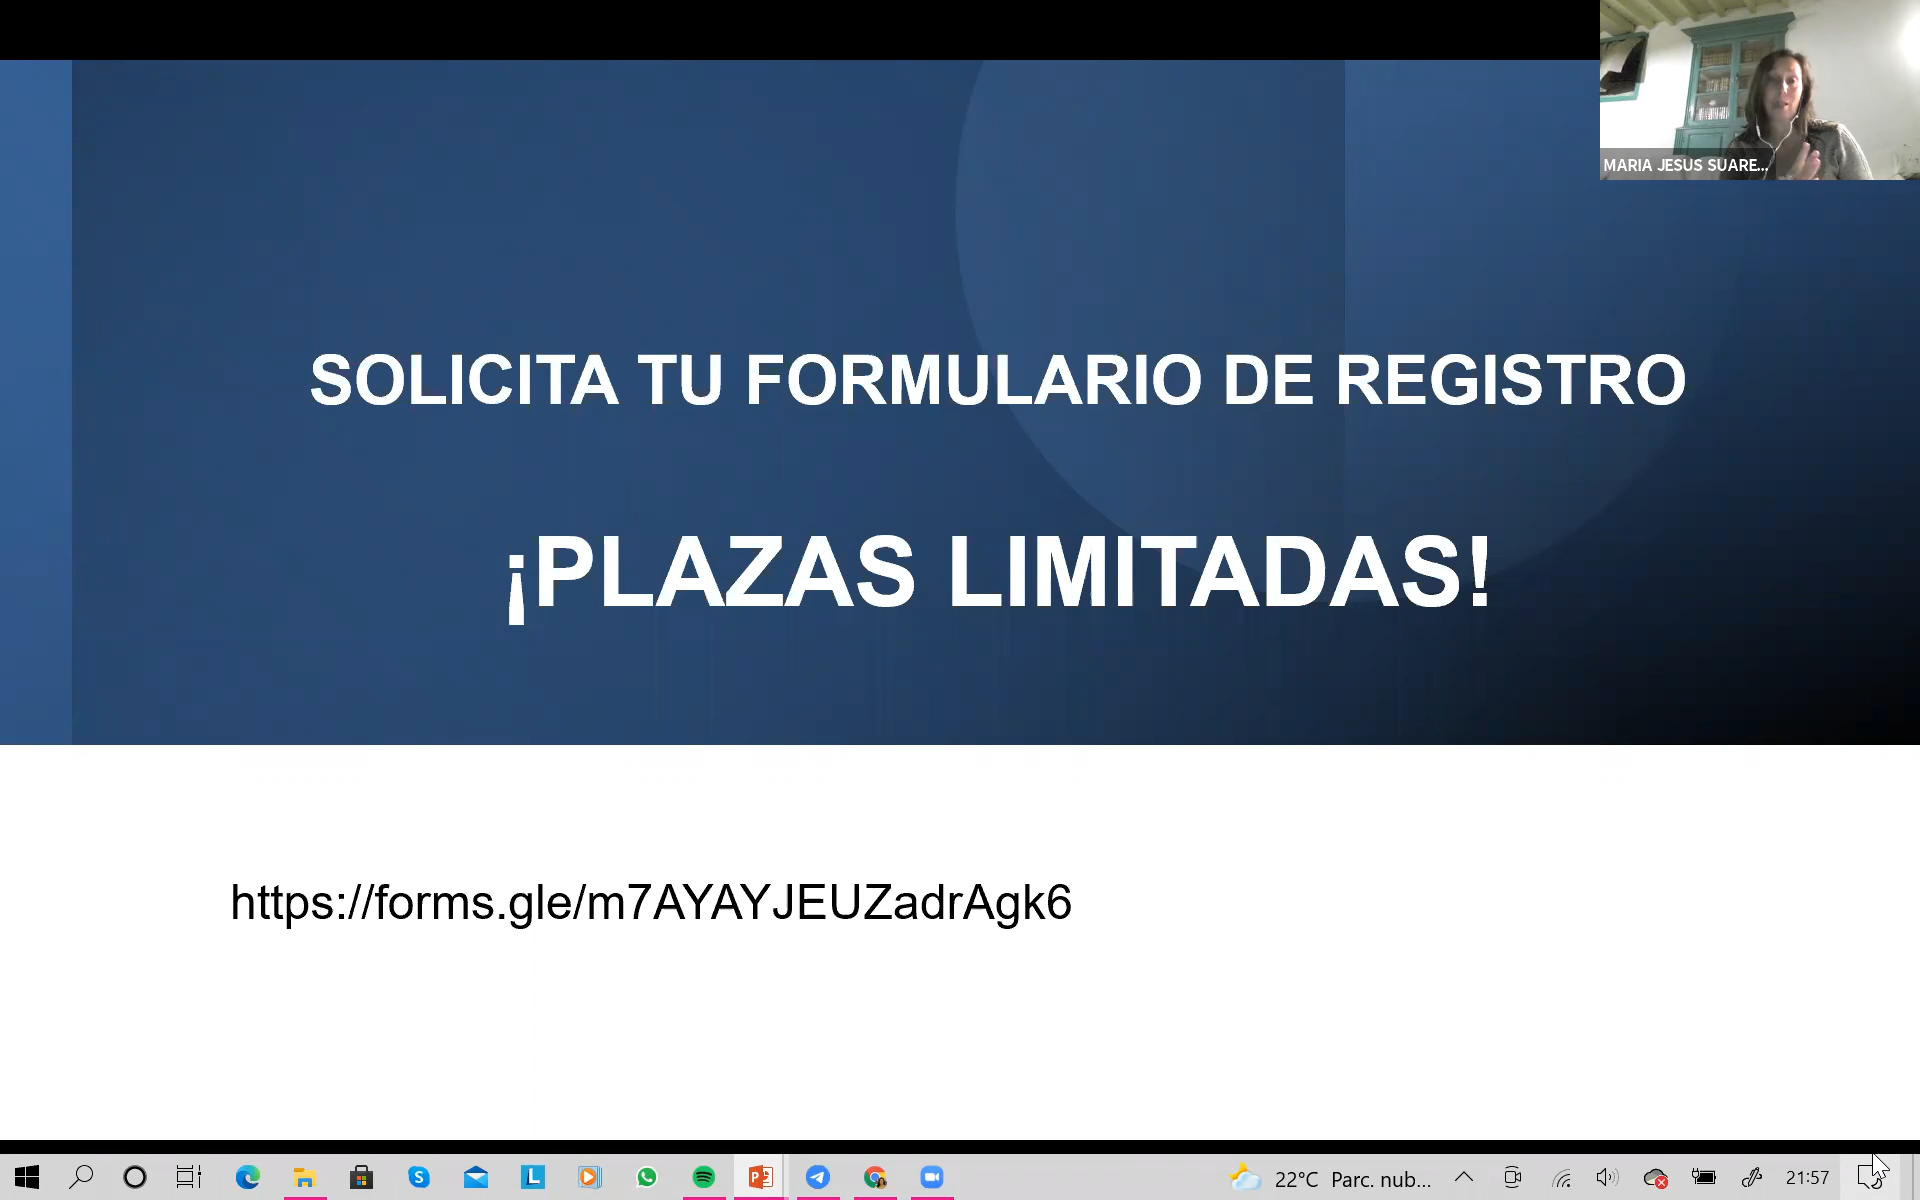 MARIA JESUS SUARE...
SOLICITA TU FORMULARIO DE REGISTRO
¡PLAZAS LIMITADAS!
https://forms.gle/m7AYAYJEUZadrAgk6
22°C Parc. nub... 21:57